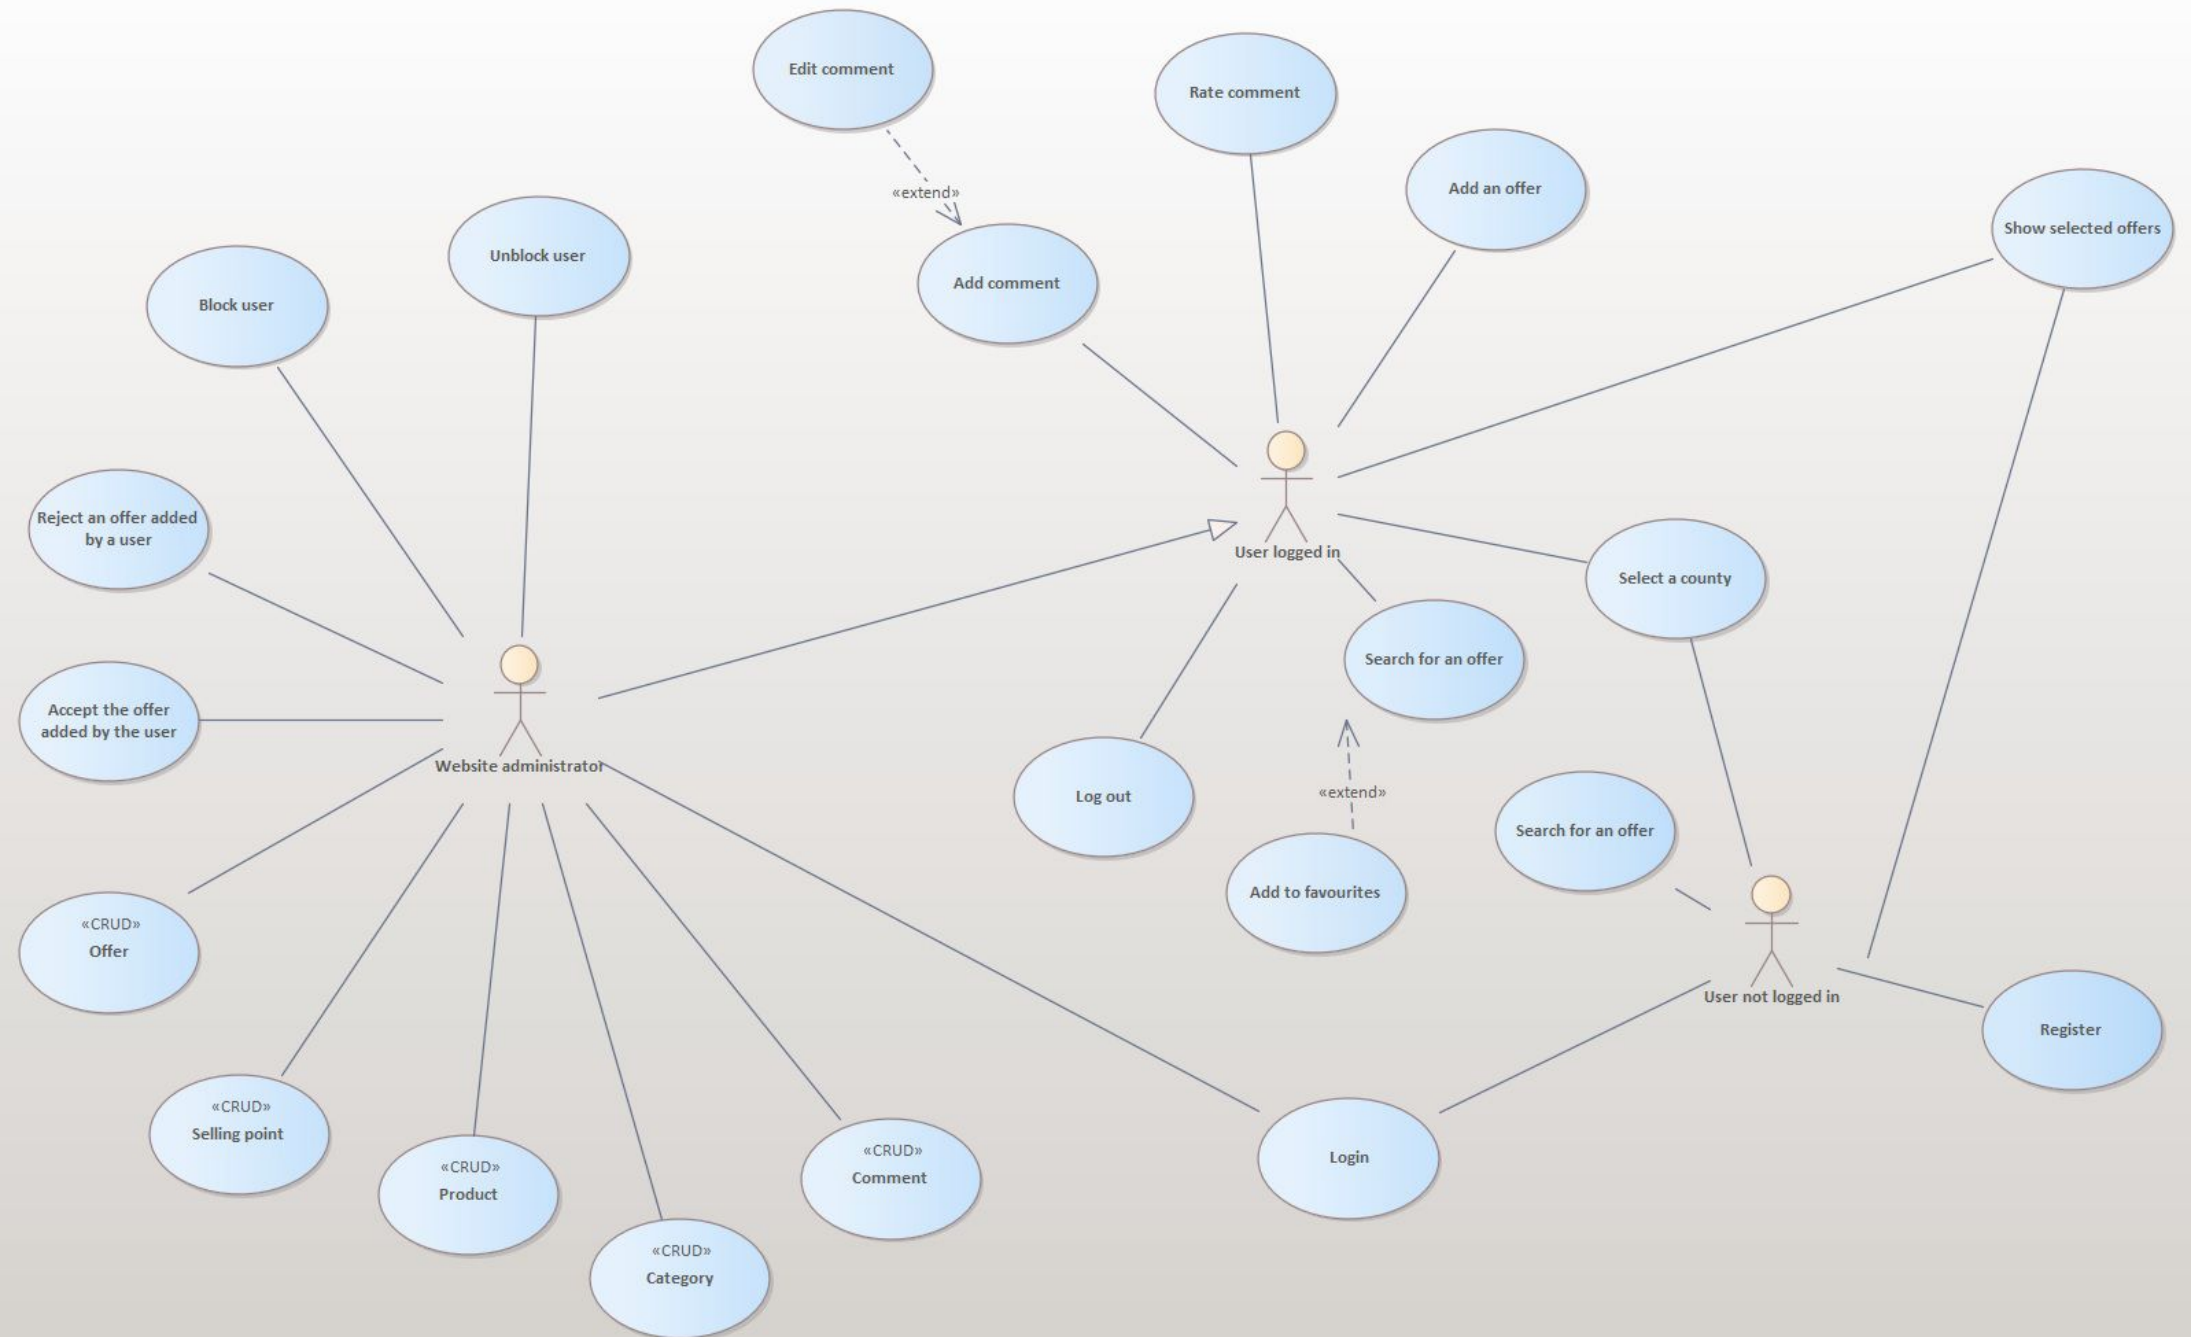 Edit comment
Rate comment
Add an offer
«extend»
Show selected offers
Unblock user
Add comment
Block user
Reject an offer added
by a user
User logged in
Select a county
Search for an offer
Accept the offer
added by the user
Website administrator
Log out
«extend»
Search for an offer
Add to favourites
«CRUD»
Offer
User not logged in
Register
«CRUD»
Selling point
«CRUD»
Product
«CRUD»
Comment
Login
«CRUD»
Category